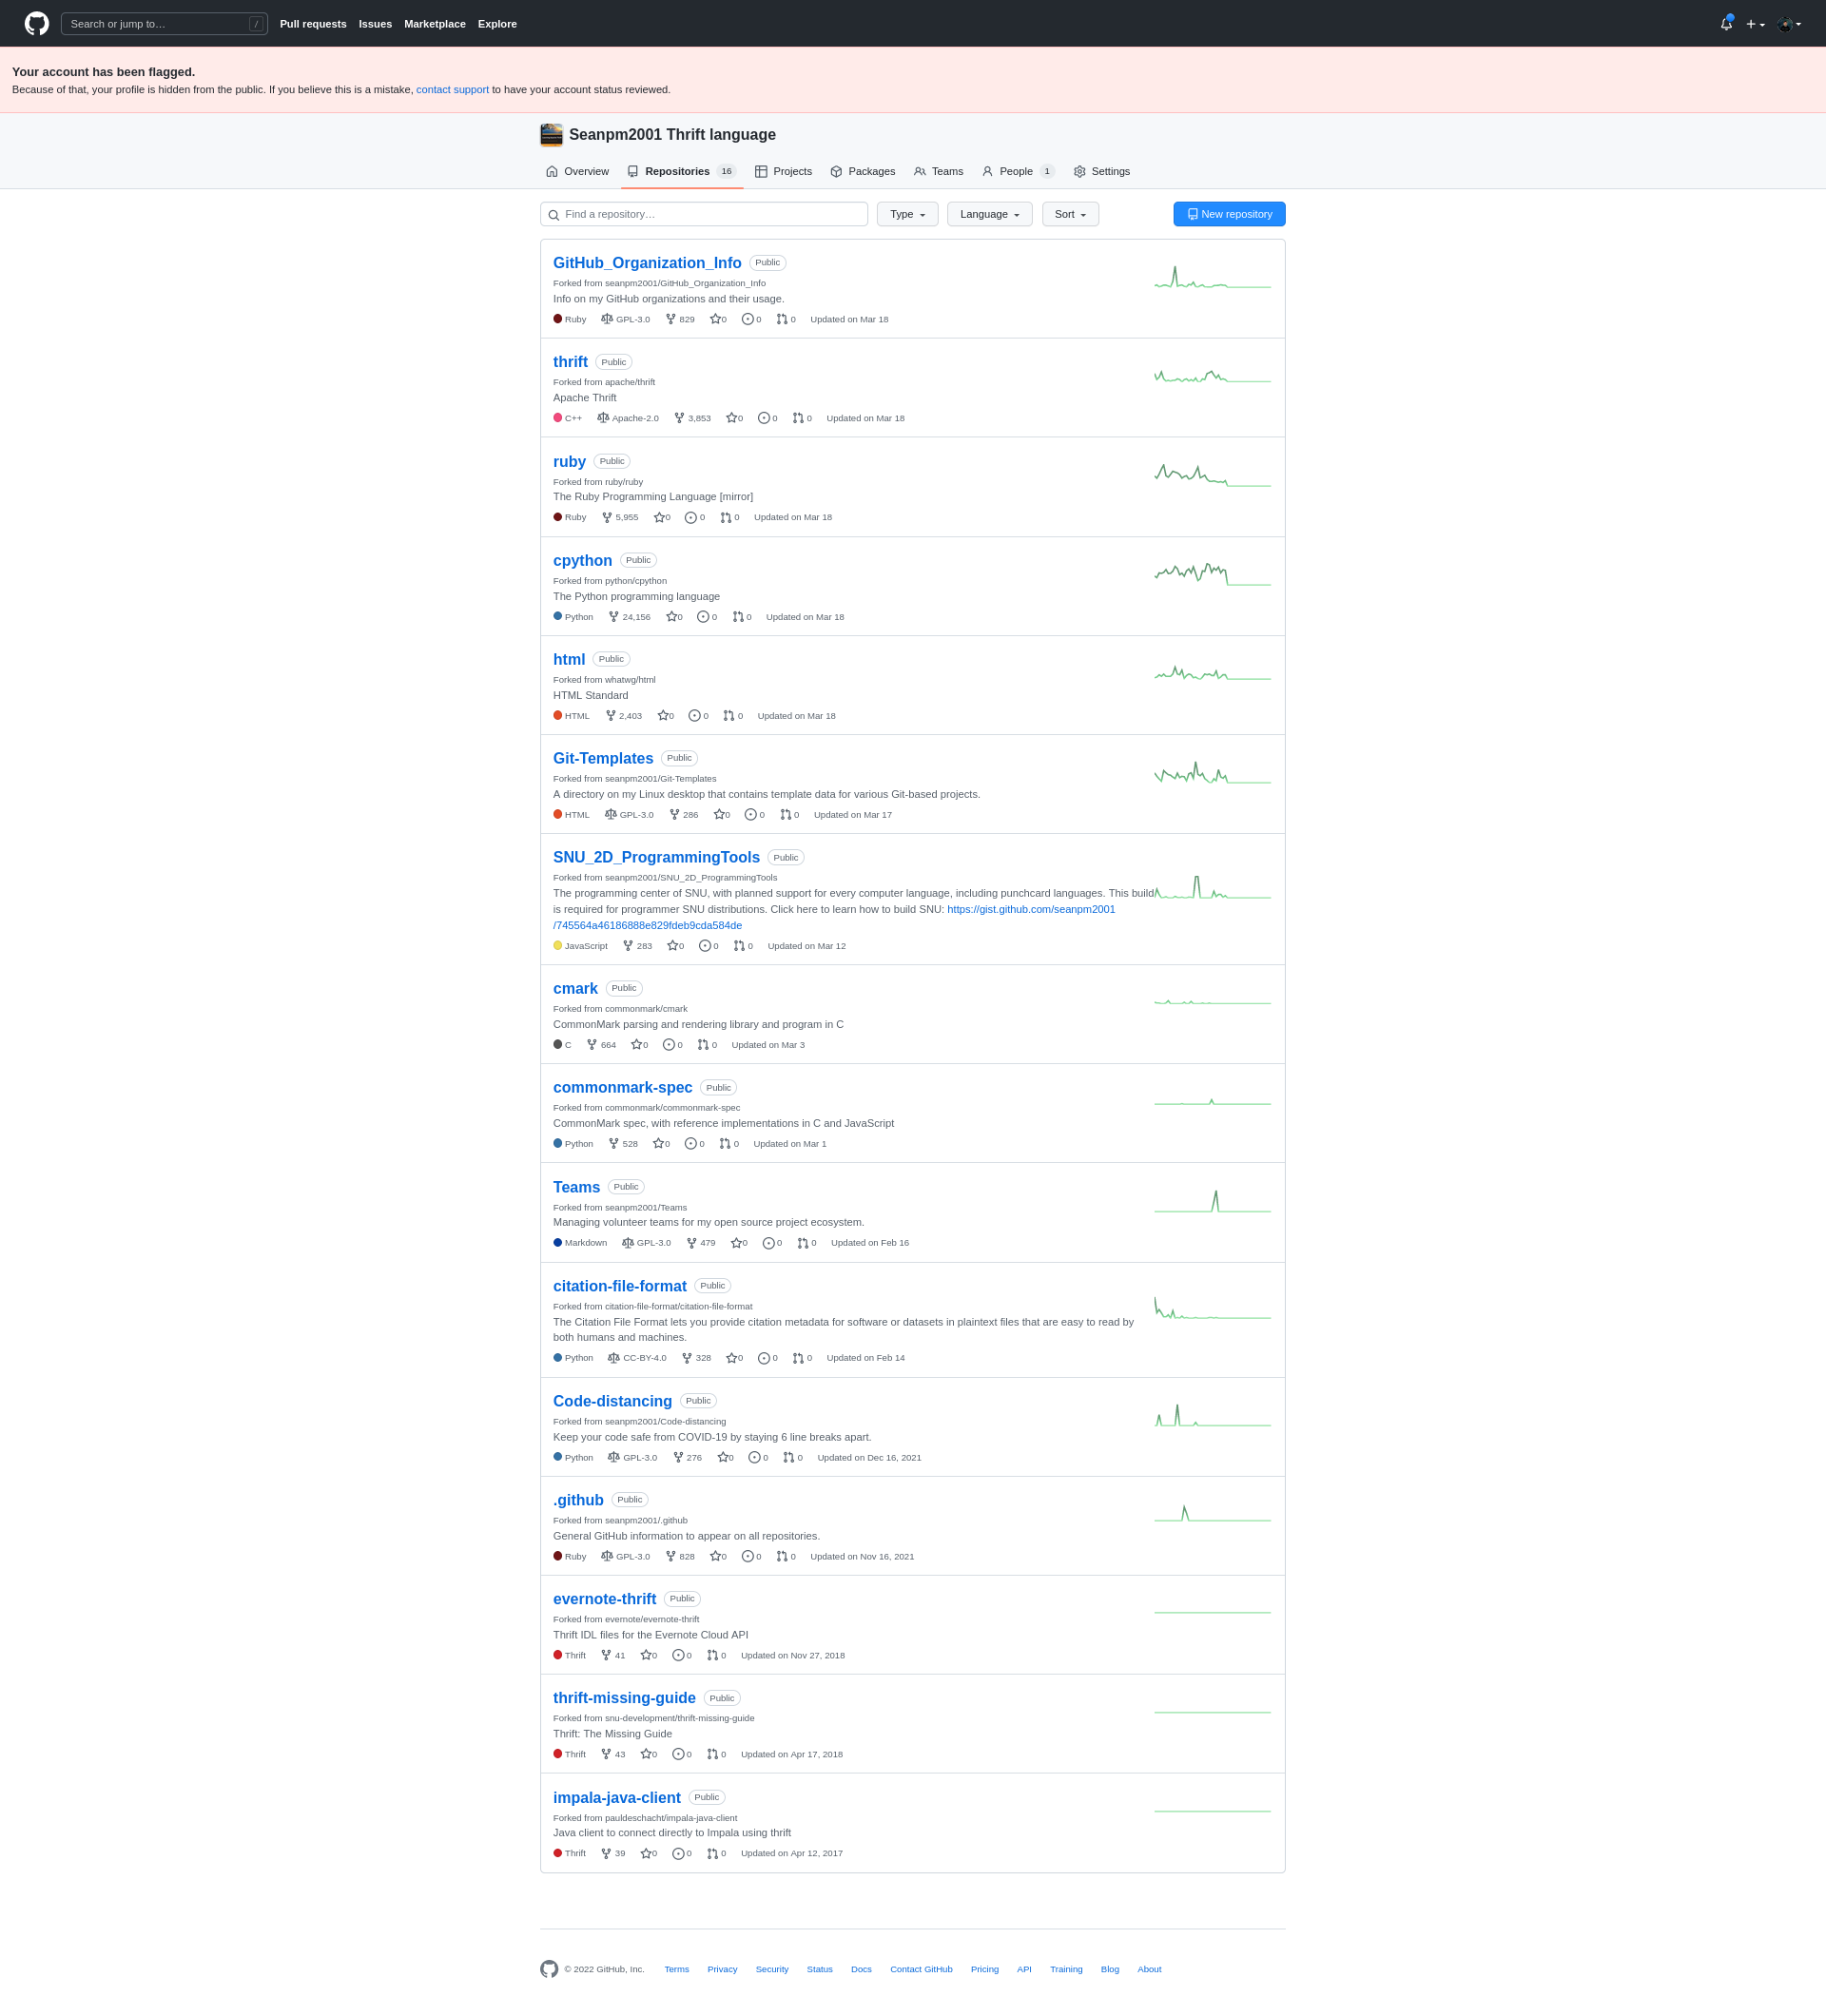 Search or jump to… / Pull requests Issues Marketplace Explore
Your account has been flagged.
Because of that, your profile is hidden from the public. If you believe this is a mistake, contact support to have your account status reviewed.
Seanpm2001 Thrift language
Overview Repositories 16 Projects Packages Teams People 1 Settings
Find a repository… Type Language Sort New repository
GitHub_Organization_Info Public
Forked from seanpm2001/GitHub_Organization_Info
Info on my GitHub organizations and their usage.
Ruby GPL-3.0 829 0 0 0 Updated on Mar 18
thrift Public
Forked from apache/thrift
Apache Thrift
C++ Apache-2.0 3,853 0 0 0 Updated on Mar 18
ruby Public
Forked from ruby/ruby
The Ruby Programming Language [mirror]
Ruby 5,955 0 0 0 Updated on Mar 18
cpython Public
Forked from python/cpython
The Python programming language
Python 24,156 0 0 0 Updated on Mar 18
html Public
Forked from whatwg/html
HTML Standard
HTML 2,403 0 0 0 Updated on Mar 18
Git-Templates Public
Forked from seanpm2001/Git-Templates
A directory on my Linux desktop that contains template data for various Git-based projects.
HTML GPL-3.0 286 0 0 0 Updated on Mar 17
SNU_2D_ProgrammingTools Public
Forked from seanpm2001/SNU_2D_ProgrammingTools
The programming center of SNU, with planned support for every computer language, including punchcard languages. This build
is required for programmer SNU distributions. Click here to learn how to build SNU: https://gist.github.com/seanpm2001
/745564a46186888e829fdeb9cda584de
JavaScript 283 0 0 0 Updated on Mar 12
cmark Public
Forked from commonmark/cmark
CommonMark parsing and rendering library and program in C
C 664 0 0 0 Updated on Mar 3
commonmark-spec Public
Forked from commonmark/commonmark-spec
CommonMark spec, with reference implementations in C and JavaScript
Python 528 0 0 0 Updated on Mar 1
Teams Public
Forked from seanpm2001/Teams
Managing volunteer teams for my open source project ecosystem.
Markdown GPL-3.0 479 0 0 0 Updated on Feb 16
citation-file-format Public
Forked from citation-file-format/citation-file-format
The Citation File Format lets you provide citation metadata for software or datasets in plaintext files that are easy to read by
both humans and machines.
Python CC-BY-4.0 328 0 0 0 Updated on Feb 14
Code-distancing Public
Forked from seanpm2001/Code-distancing
Keep your code safe from COVID-19 by staying 6 line breaks apart.
Python GPL-3.0 276 0 0 0 Updated on Dec 16, 2021
.github Public
Forked from seanpm2001/.github
General GitHub information to appear on all repositories.
Ruby GPL-3.0 828 0 0 0 Updated on Nov 16, 2021
evernote-thrift Public
Forked from evernote/evernote-thrift
Thrift IDL files for the Evernote Cloud API
Thrift 41 0 0 0 Updated on Nov 27, 2018
thrift-missing-guide Public
Forked from snu-development/thrift-missing-guide
Thrift: The Missing Guide
Thrift 43 0 0 0 Updated on Apr 17, 2018
impala-java-client Public
Forked from pauldeschacht/impala-java-client
Java client to connect directly to Impala using thrift
Thrift 39 0 0 0 Updated on Apr 12, 2017
© 2022 GitHub, Inc. Terms Privacy Security Status Docs Contact GitHub Pricing API Training Blog About